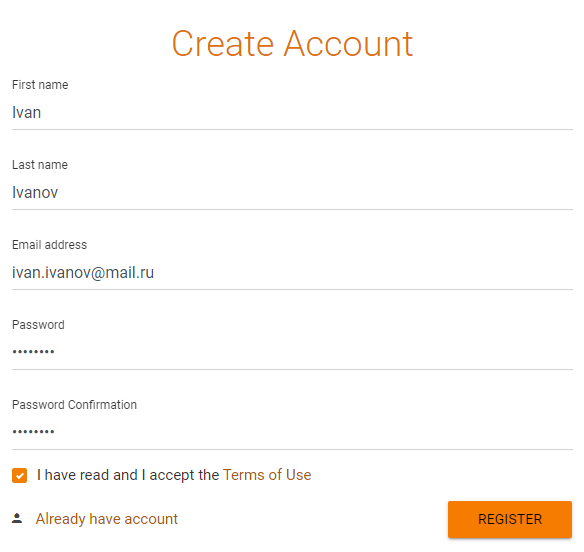 Create Account
First name
Ivan
Last name
Ivanov
Email address
ivan.ivanov@mail.ru
Password
••••••••
Password Confirmation
••••••••
I have read and I accept the Terms of Use
Already have account
REGISTER